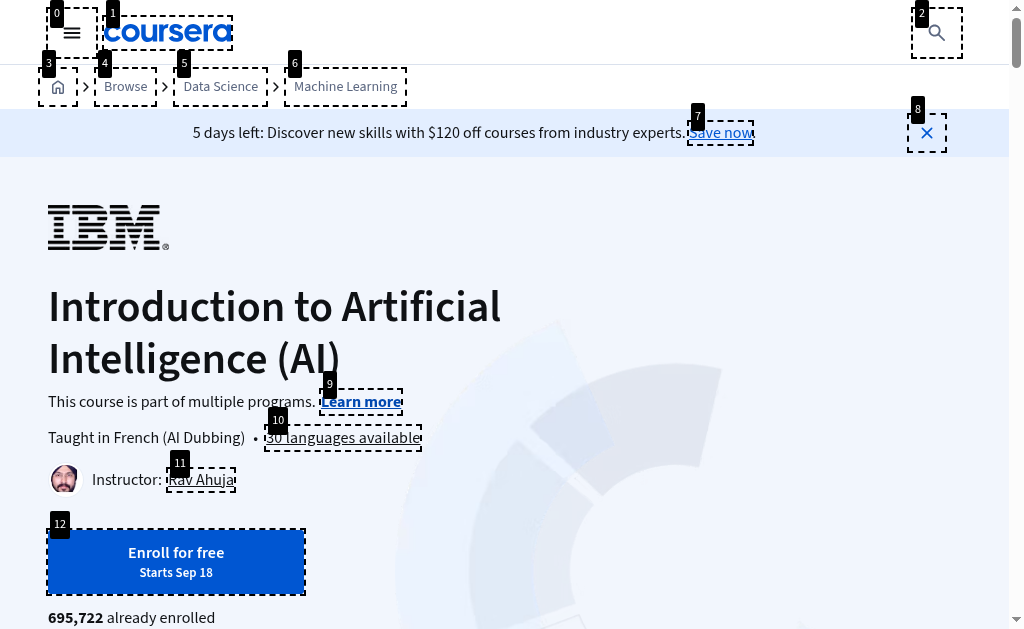 coursera
Browse
Data Science
Machine Learning
5 days left: Discover new skills with $120 off courses from industry experts. Save now
IBM®
Introduction to Artificial
Intelligence (AI)
This course is part of multiple programs. Learn more
Taught in French (AI Dubbing) • 30 languages available
Instructor: Rav Ahuja
Enroll for free
Starts Sep 18
695,722 already enrolled
0
1
2
3
4
5
6
7
8
9
10
11
12